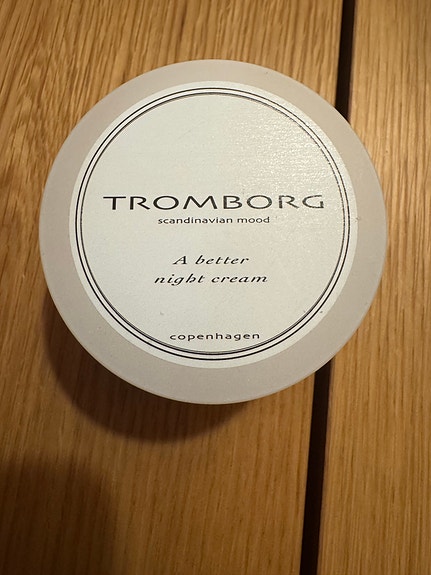 TROMBORG
scandinavian mood
A better
night cream
copenhagen